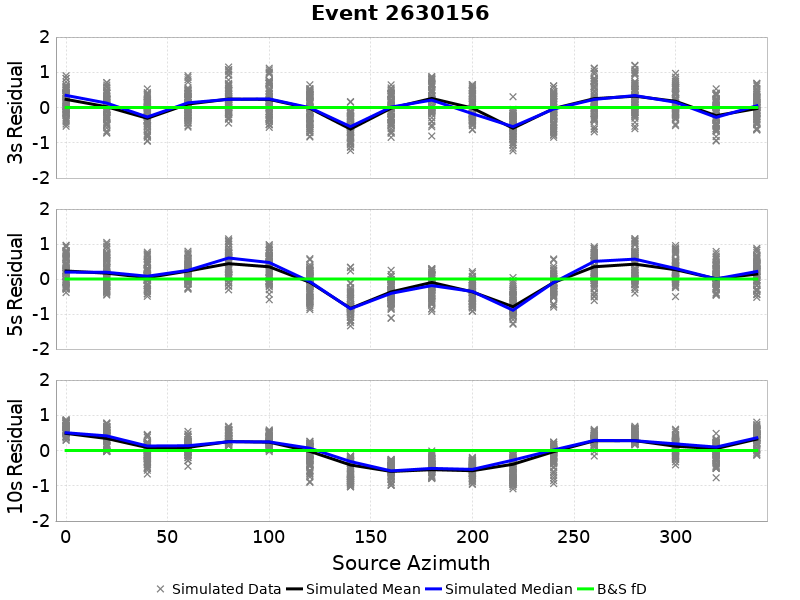 Event 2630156
2
1
0
-1
-2
3s Residual
2
1
0
-1
-2
5s Residual
2
1
0
-1
-2
10s Residual
0 50 100 150 200 250 300
Source Azimuth
Simulated Data Simulated Mean Simulated Median B&S fD